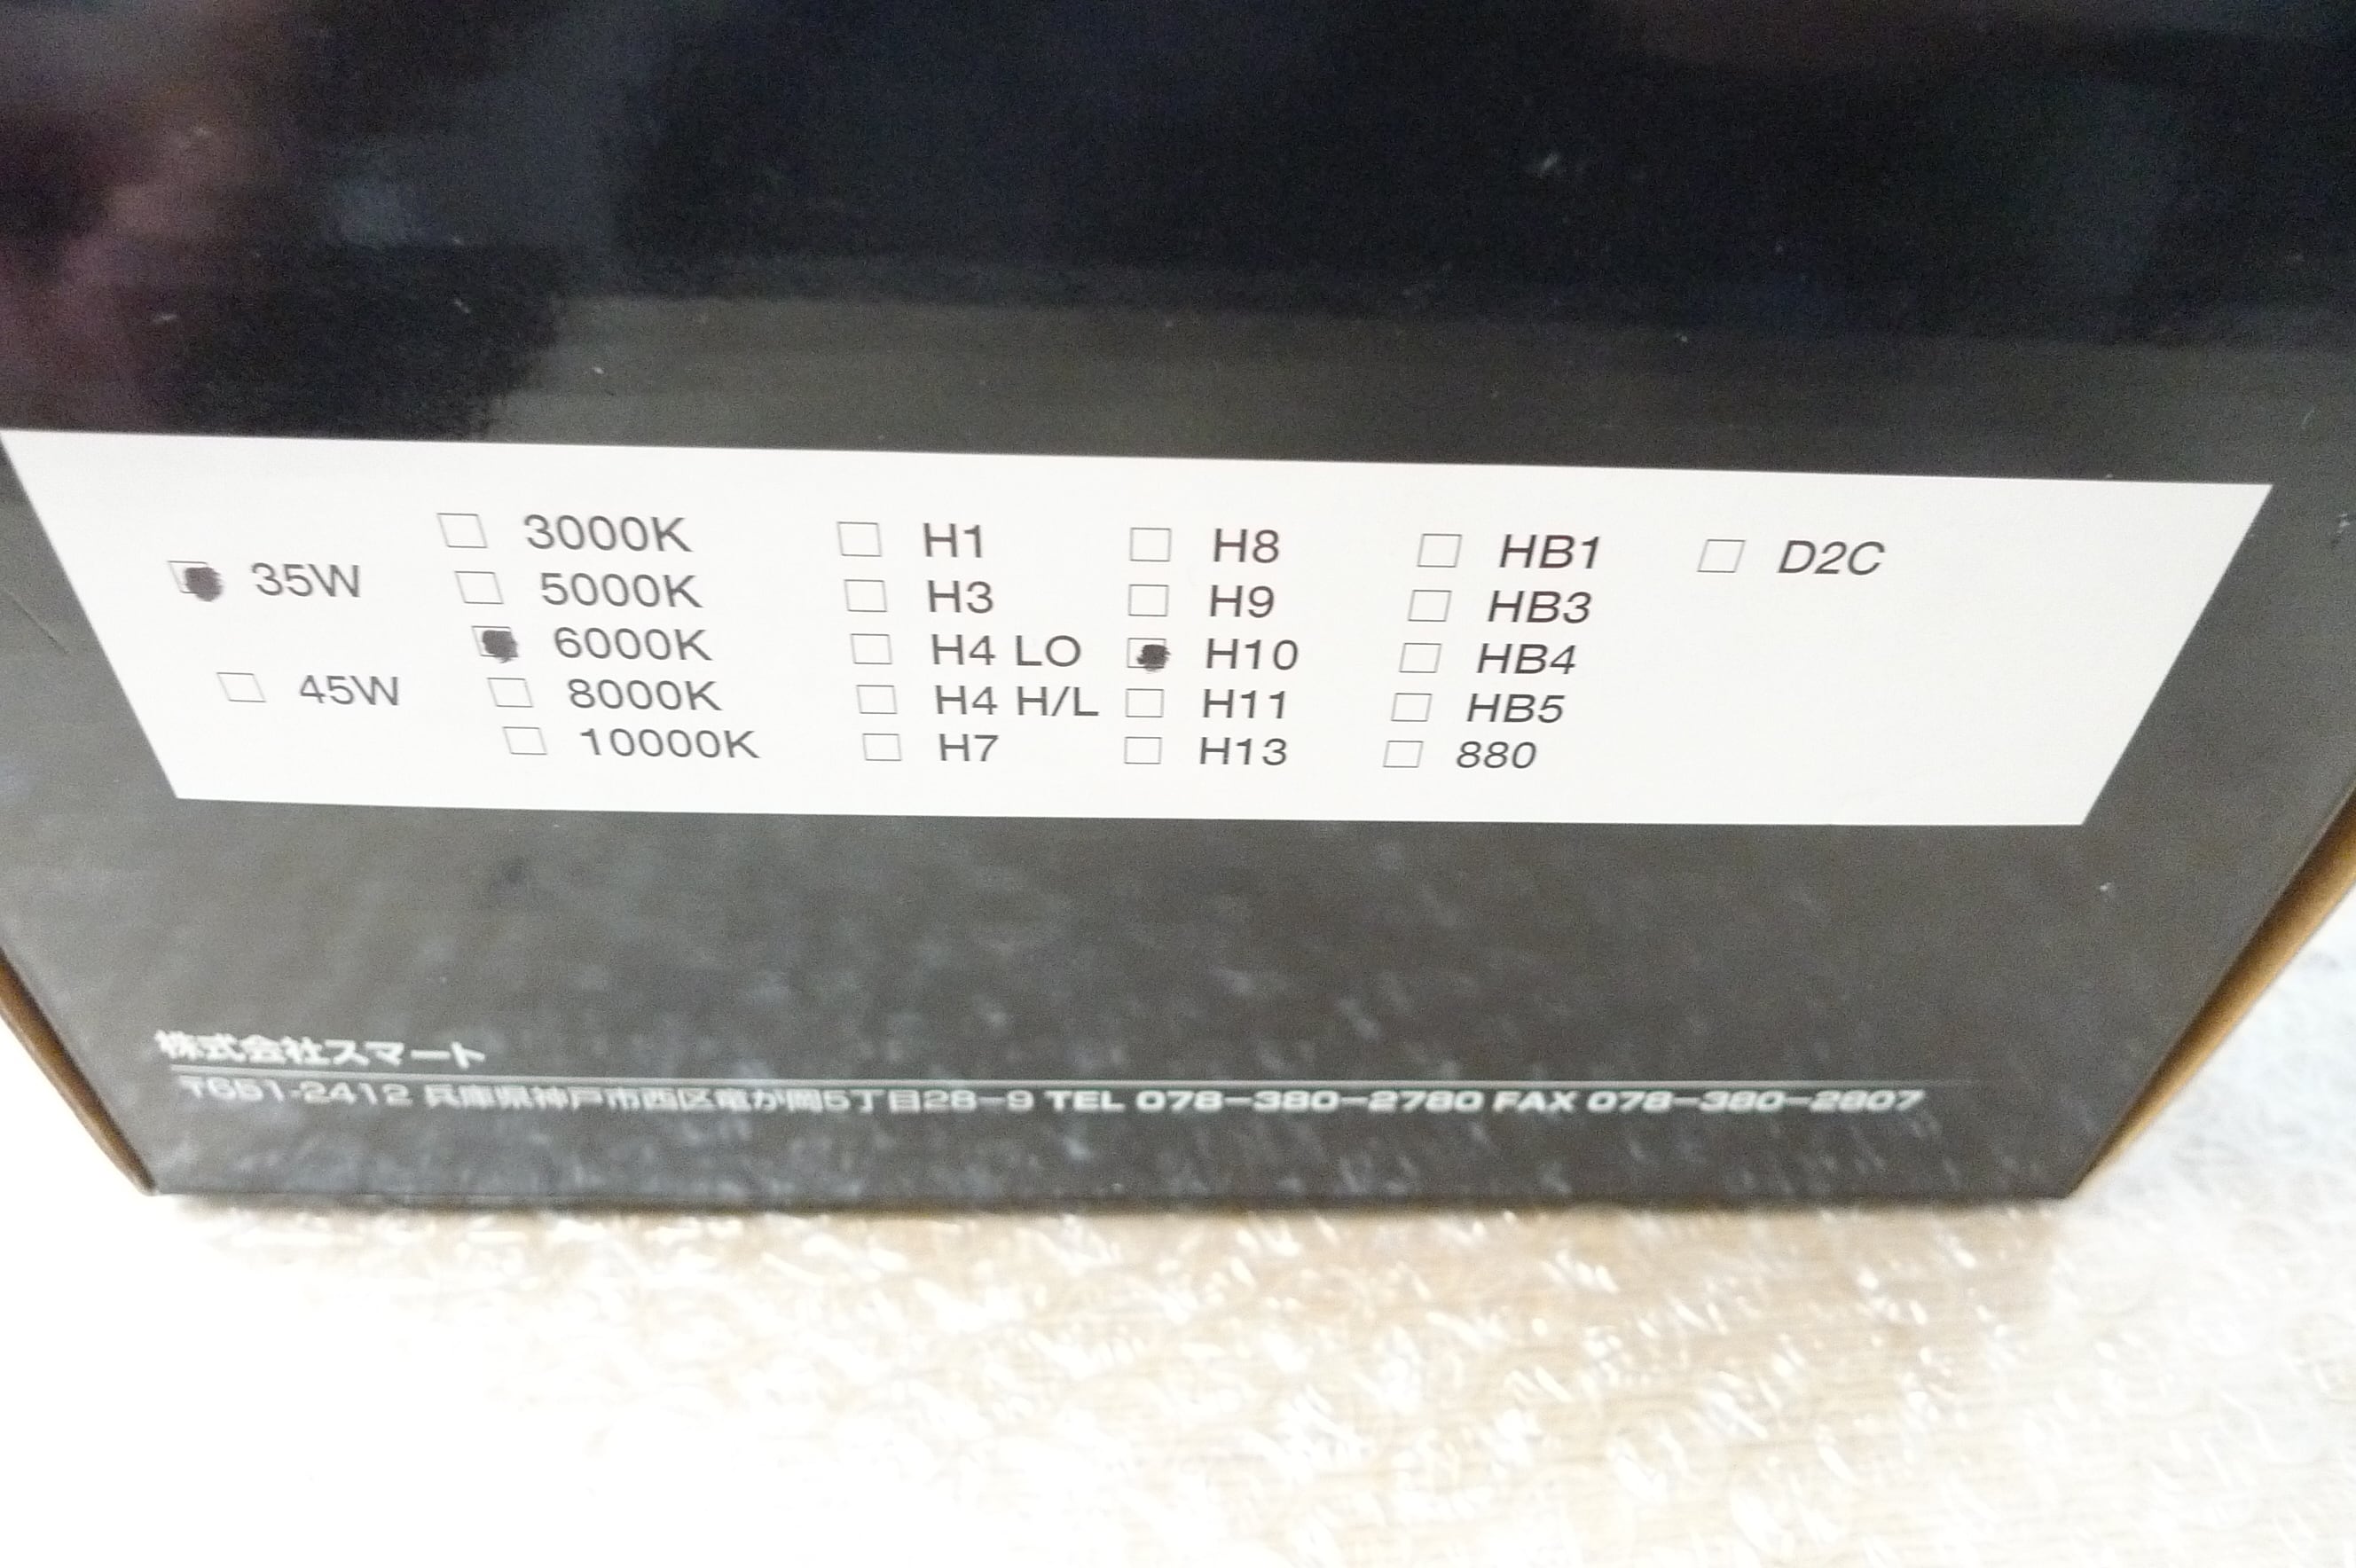 ☐ 3000K ☐ H1 ☐ H8 ☐ HB1 ☐ D2C
■ 35W ☐ 5000K ☐ H3 ☐ H9 ☐ HB3
■ 6000K ☐ H4 LO ■ H10 ☐ HB4
☐ 45W ☐ 8000K ☐ H4 H/L ☐ H11 ☐ HB5
☐ 10000K ☐ H7 ☐ H13 ☐ 880
株式会社スマート
〒651-2412 兵庫県神戸市西区竜が岡5丁目28-9 TEL 078-380-2780 FAX 078-380-2807